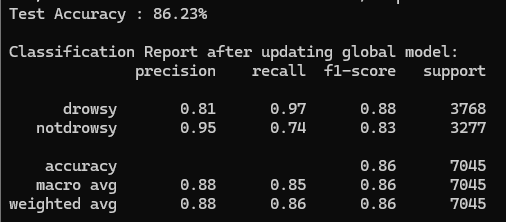 Test Accuracy : 86.23%
Classification Report after updating global model:
precision recall f1-score support
drowsy 0.81 0.97 0.88 3768
notdrowsy 0.95 0.74 0.83 3277
accuracy 0.86 7045
macro avg 0.88 0.85 0.86 7045
weighted avg 0.88 0.86 0.86 7045